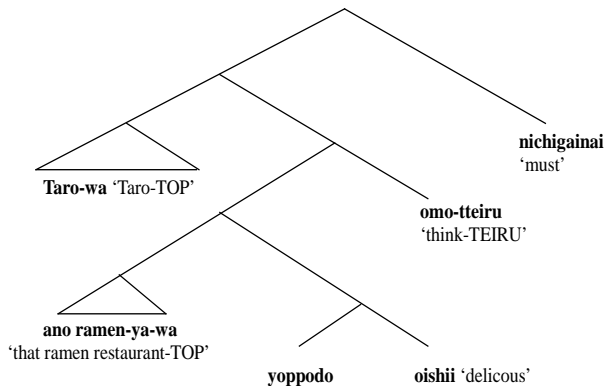 nichigainai
'must'
Taro-wa 'Taro-TOP'
omo-tteiru
'think-TEIRU'
ano ramen-ya-wa
'that ramen restaurant-TOP'
yoppodo
oishii 'delicous'